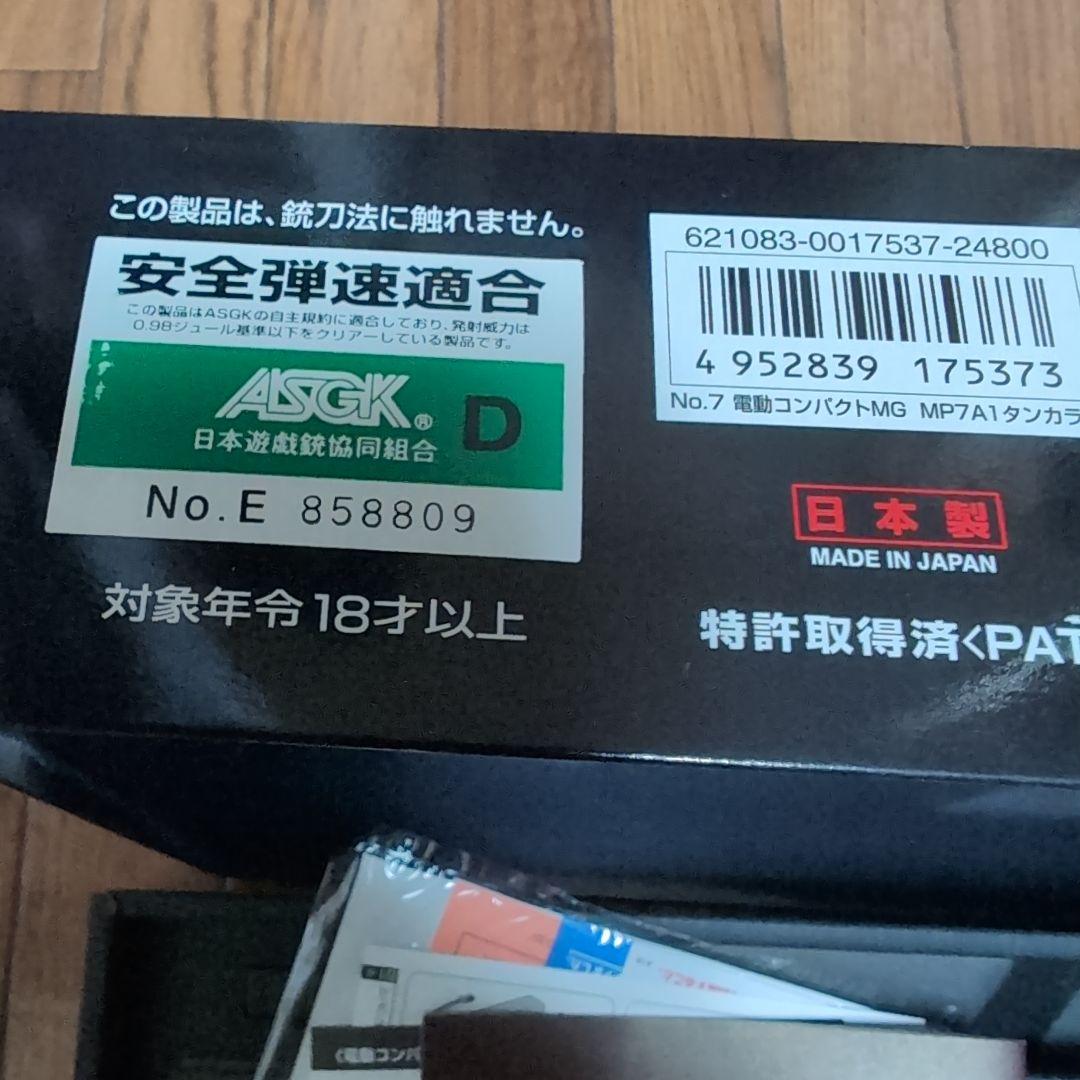 この製品は、銃刀法に触れません。
安全弾速適合
この製品はASGKの自主規約に適合しており、発射威力は
0.98ジュール基準以下をクリアーしている製品です。
ASGK® D
日本遊戯銃協同組合
No.E 858809
対象年令18才以上
621083-0017537-24800
4 952839 175373
No.7 電動コンパクトMG MP7A1タンカラ
日本製
MADE IN JAPAN
特許取得済<PAT
電動コンパ